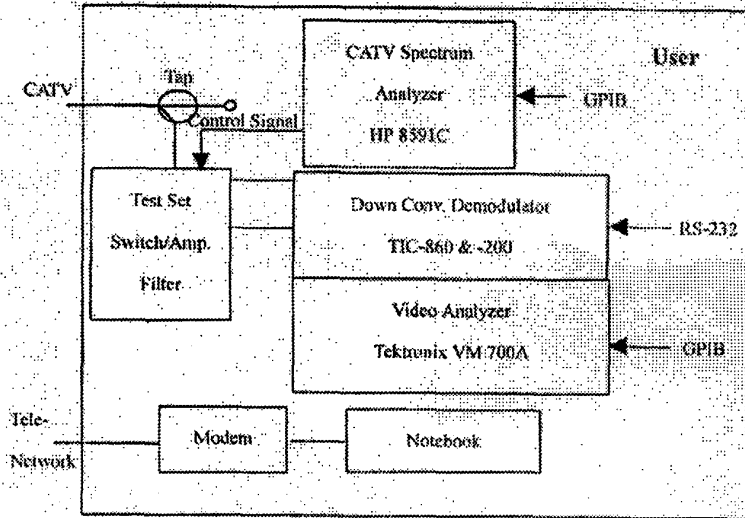 CATV Spectrum
Analyzer
HP 8591C
User
Tap
CATV
GPIB
Control Signal
Test Set
Switch/Amp.
Filter
Down Conv. Demodulator
TIC-860 & -200
RS-232
Video Analyzer
Tektronix VM 700A
GPIB
Tele-
Network
Modem
Notebook